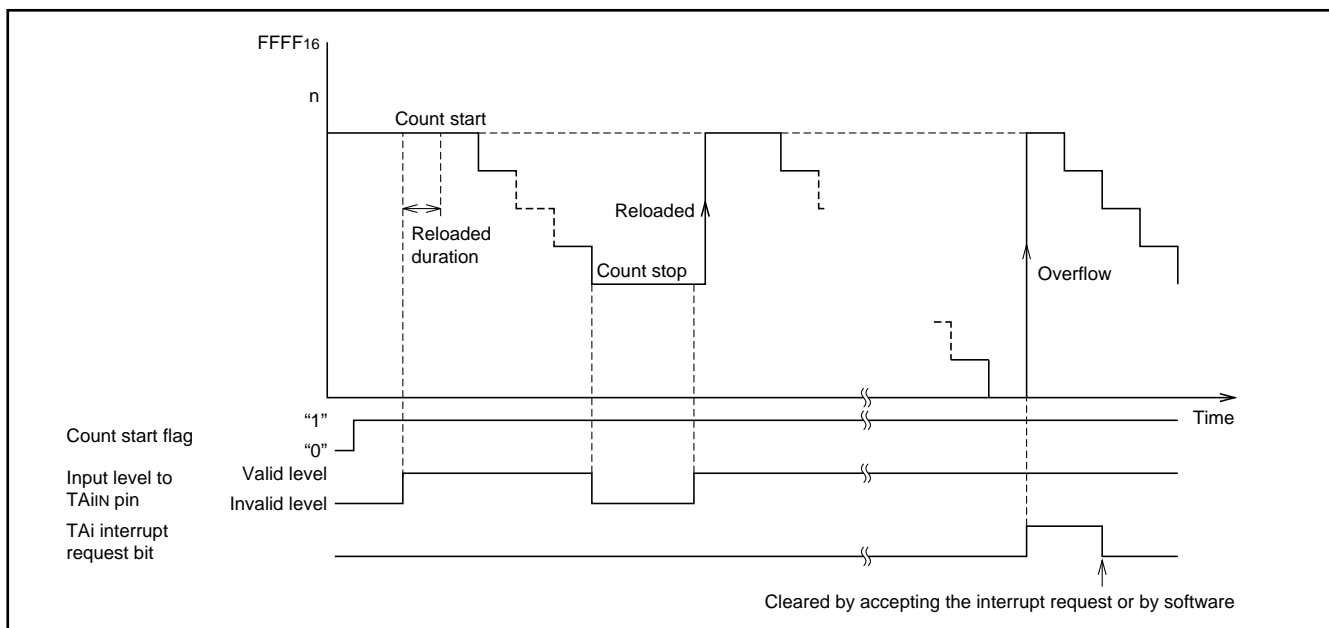 FFFF16
n
Count start
Reloaded
duration
Count stop
Reloaded
Overflow
Time
Count start flag
“1”
“0”
Input level to
TAiIN pin
Valid level
Invalid level
TAi interrupt
request bit
Cleared by accepting the interrupt request or by software